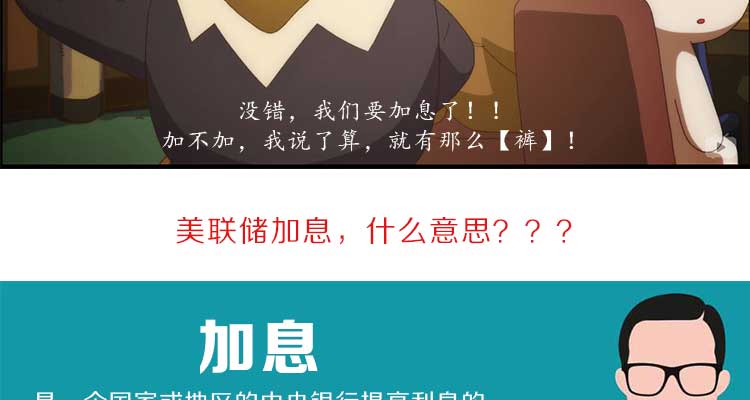 没错，我们要加息了！！
加不加，我说了算，就有那么【裤】！
美联储加息，什么意思？？？
加息
是一个国家或地区的中央银行提高利息的